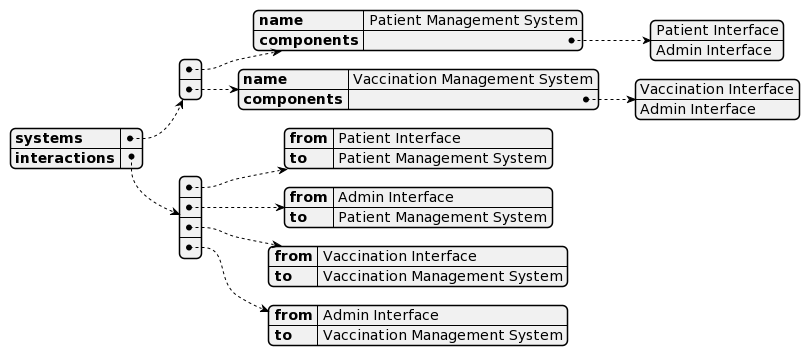 name Patient Management System
components
Patient Interface
Admin Interface
name Vaccination Management System
components
Vaccination Interface
Admin Interface
systems
interactions
from Patient Interface
to Patient Management System
from Admin Interface
to Patient Management System
from Vaccination Interface
to Vaccination Management System
from Admin Interface
to Vaccination Management System